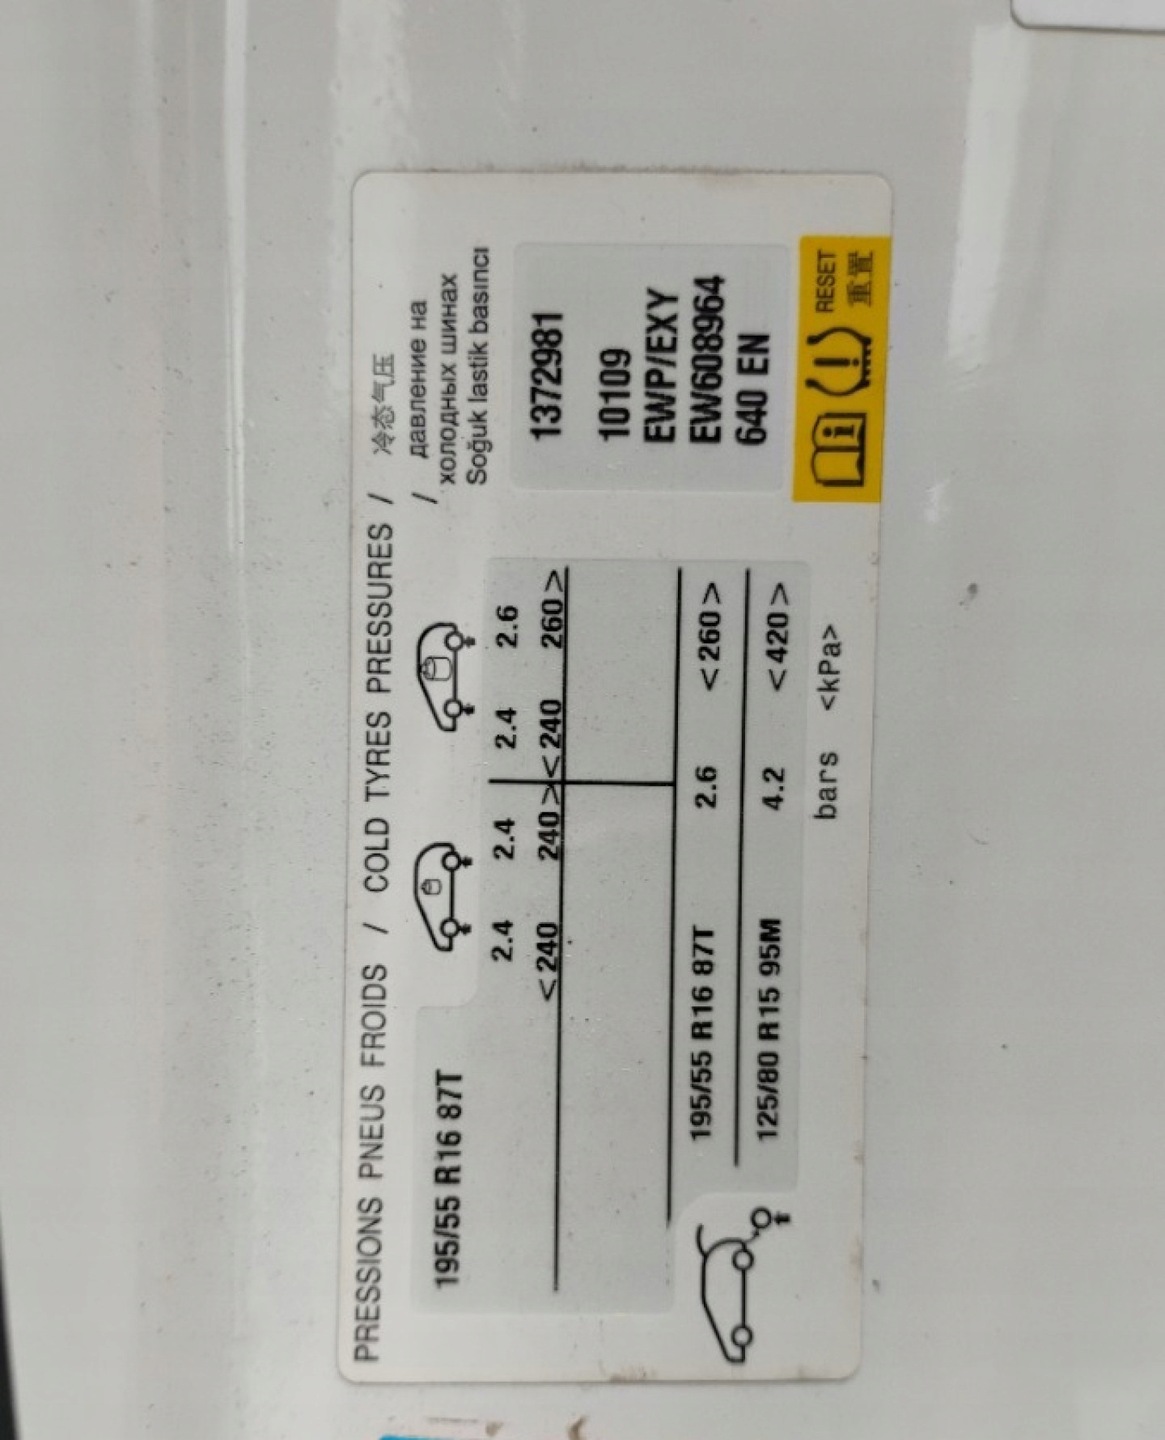 PRESSIONS PNEUS FROIDS / COLD TYRES PRESSURES / 冷态气压
/ давление на
холодных шинах
Soğuk lastik basıncı
195/55 R16 87T
2.4 2.4 2.4 2.6
<240 240> <240 260>
195/55 R16 87T 2.6 <260>
125/80 R15 95M 4.2 <420>
bars <kPa>
1372981
10109
EWP/EXY
EW608964
640 EN
RESET
重置